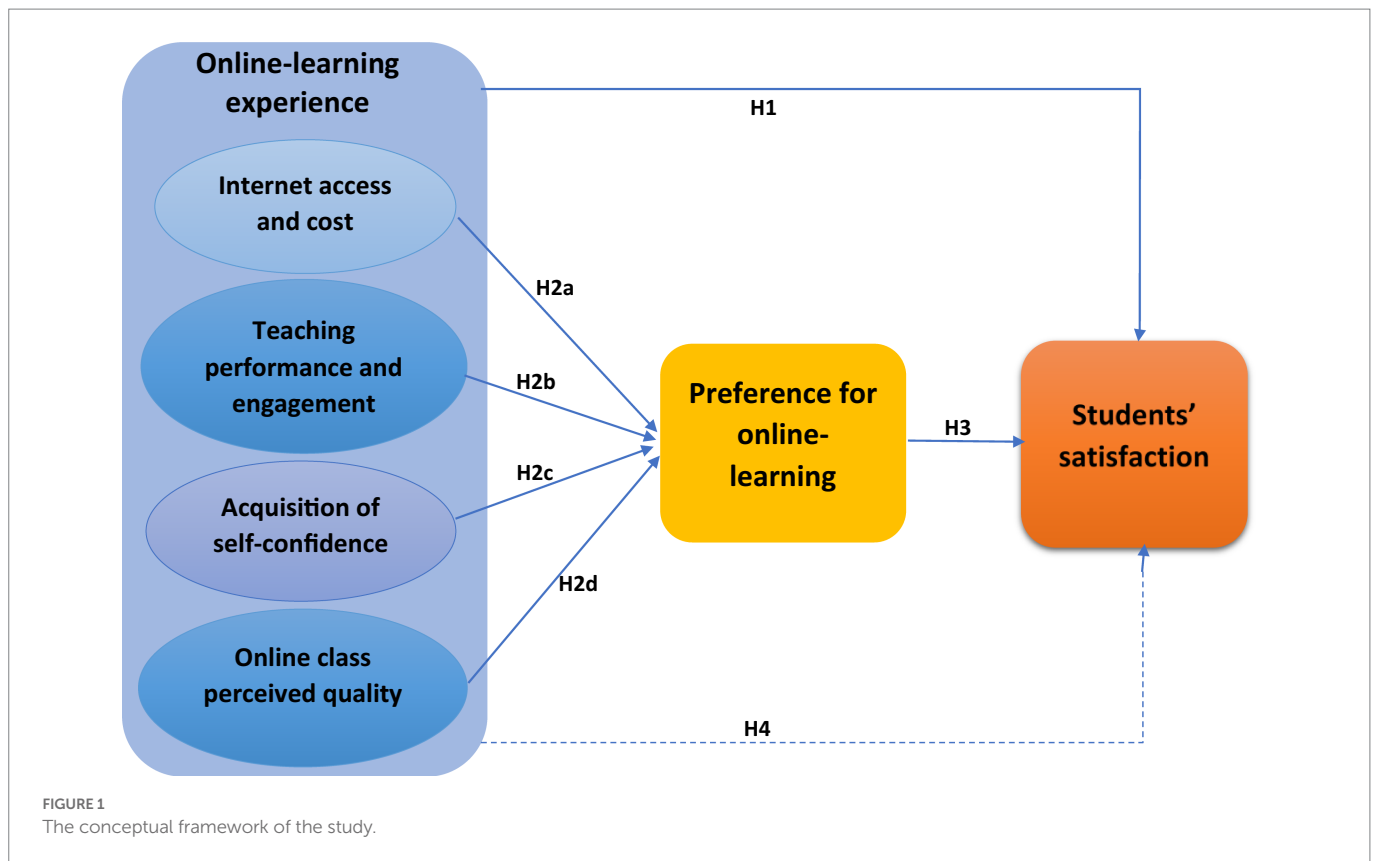 Online-learning
experience
H1
Internet access
and cost
H2a
Teaching
performance and
engagement
H2b
Preference for
online-
learning
H3
Students'
satisfaction
H2c
Acquisition of
self-confidence
H2d
Online class
perceived quality
H4
FIGURE 1
The conceptual framework of the study.